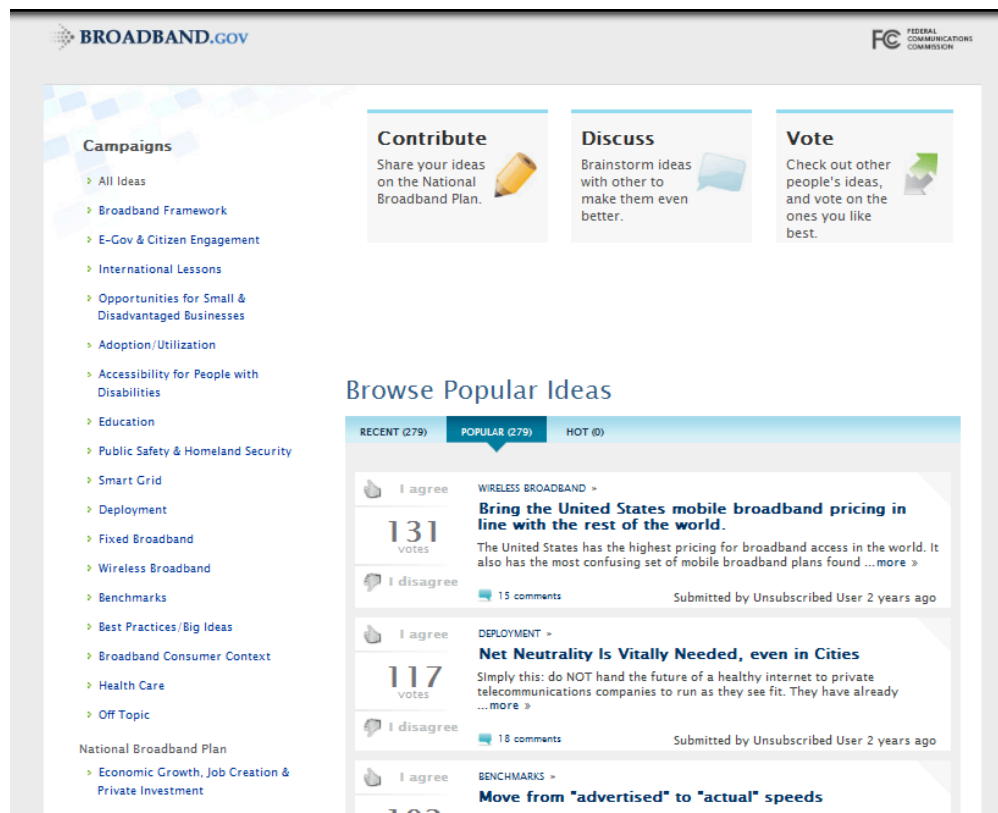 BROADBAND.GOV
FC FEDERAL
COMMUNICATIONS
COMMISSION
Campaigns
All Ideas
Broadband Framework
E-Gov & Citizen Engagement
International Lessons
Opportunities for Small &
Disadvantaged Businesses
Adoption/Utilization
Accessibility for People with
Disabilities
Education
Public Safety & Homeland Security
Smart Grid
Deployment
Fixed Broadband
Wireless Broadband
Benchmarks
Best Practices/Big Ideas
Broadband Consumer Context
Health Care
Off Topic
National Broadband Plan
Economic Growth, Job Creation &
Private Investment
Contribute
Share your ideas
on the National
Broadband Plan.
Discuss
Brainstorm ideas
with other to
make them even
better.
Vote
Check out other
people's ideas,
and vote on the
ones you like
best.
Browse Popular Ideas
RECENT (279) POPULAR (279) HOT (0)
I agree
131
votes
I disagree
WIRELESS BROADBAND »
Bring the United States mobile broadband pricing in
line with the rest of the world.
The United States has the highest pricing for broadband access in the world. It
also has the most confusing set of mobile broadband plans found ...more »
15 comments Submitted by Unsubscribed User 2 years ago
I agree
117
votes
I disagree
DEPLOYMENT »
Net Neutrality Is Vitally Needed, even in Cities
SImply this: do NOT hand the future of a healthy internet to private
telecommunications companies to run as they see fit. They have already
...more »
18 comments Submitted by Unsubscribed User 2 years ago
I agree
BENCHMARKS »
Move from "advertised" to "actual" speeds